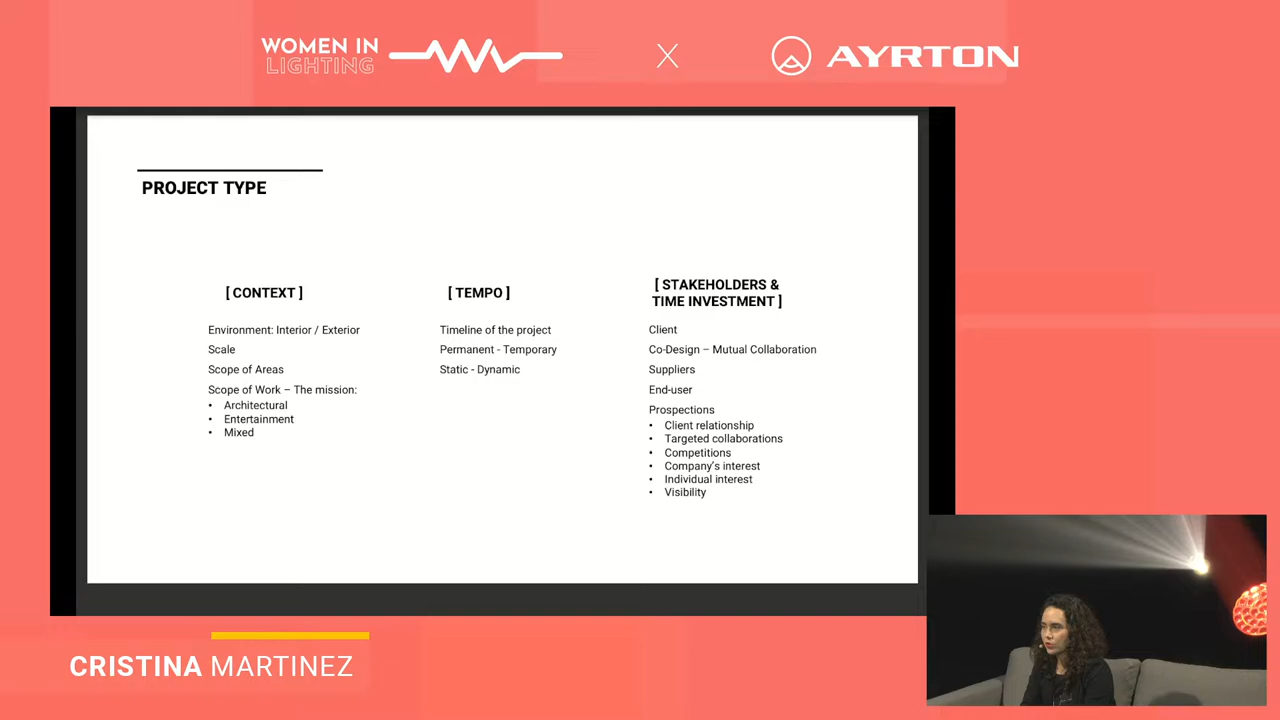 WOMEN IN
LIGHTING
X
AYRTON
PROJECT TYPE
[ CONTEXT ]
Environment: Interior / Exterior
Scale
Scope of Areas
Scope of Work – The mission:
• Architectural
• Entertainment
• Mixed
[ TEMPO ]
Timeline of the project
Permanent - Temporary
Static - Dynamic
[ STAKEHOLDERS &
TIME INVESTMENT ]
Client
Co-Design – Mutual Collaboration
Suppliers
End-user
Prospections
• Client relationship
• Targeted collaborations
• Competitions
• Company's interest
• Individual interest
• Visibility
CRISTINA MARTINEZ